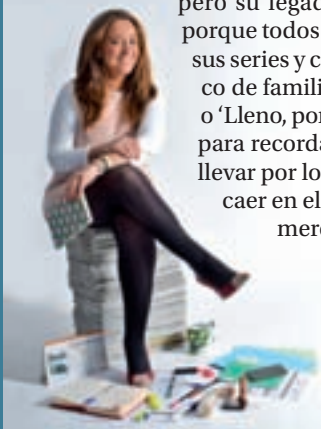 pero su legad
porque todos
sus series y c
co de famili
o ‘Lleno, por
para recorda
llevar por lo
caer en el
merc